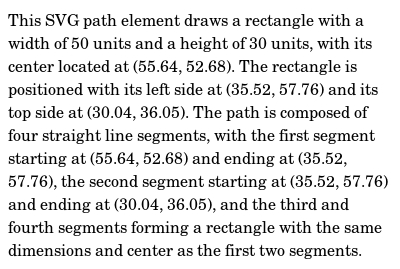 This SVG path element draws a rectangle with a
width of 50 units and a height of 30 units, with its
center located at (55.64, 52.68). The rectangle is
positioned with its left side at (35.52, 57.76) and its
top side at (30.04, 36.05). The path is composed of
four straight line segments, with the first segment
starting at (55.64, 52.68) and ending at (35.52,
57.76), the second segment starting at (35.52, 57.76)
and ending at (30.04, 36.05), and the third and
fourth segments forming a rectangle with the same
dimensions and center as the first two segments.